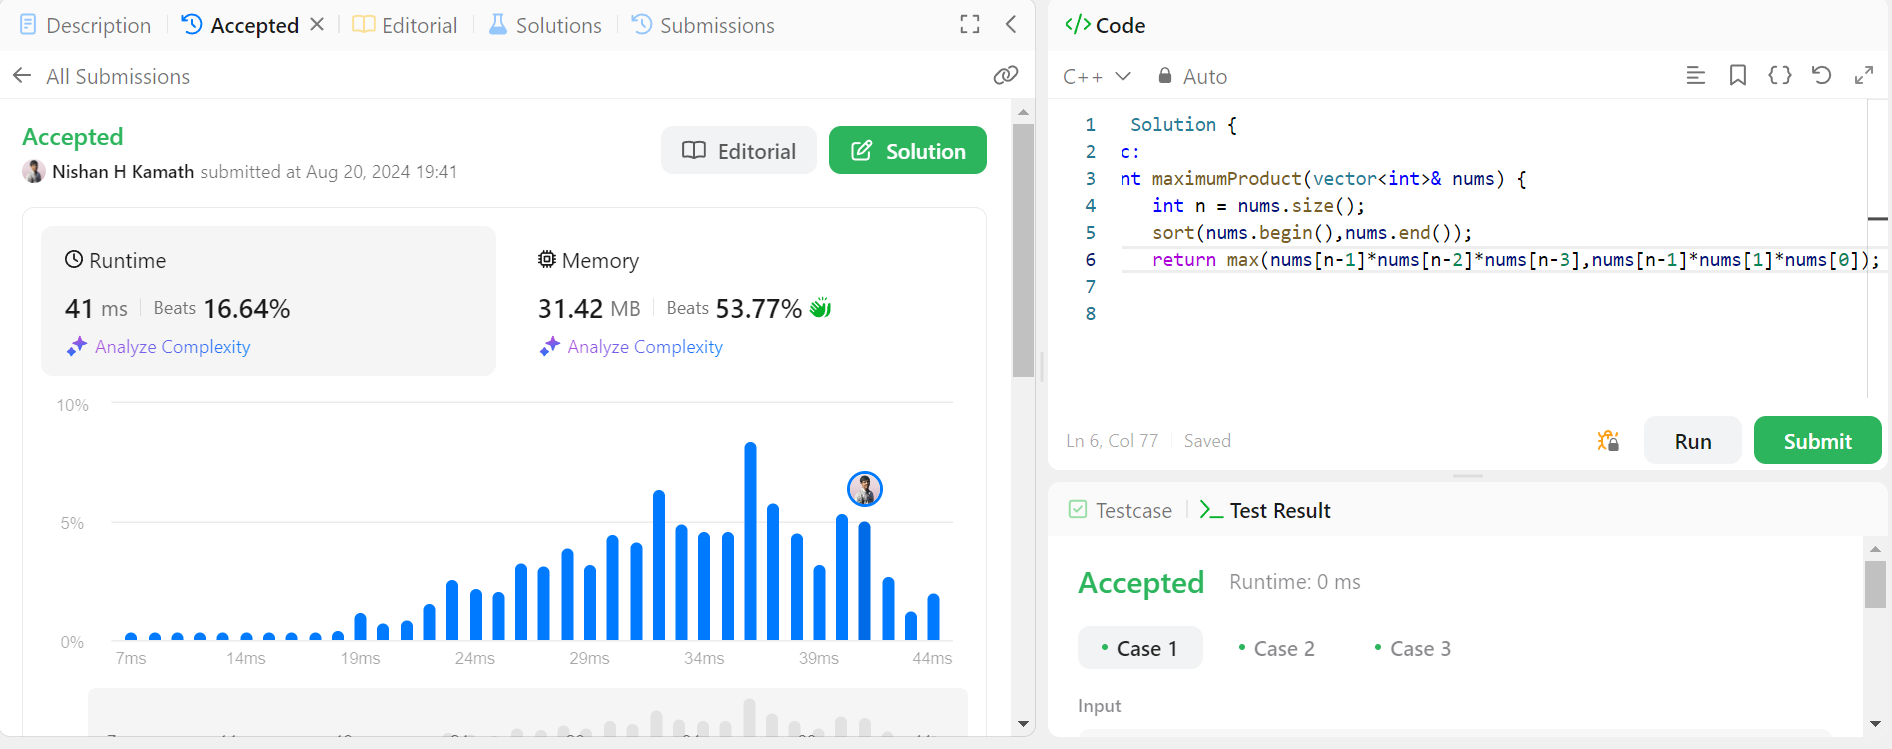 Description
Accepted
Editorial
Solutions
Submissions
All Submissions
Accepted
Nishan H Kamath submitted at Aug 20, 2024 19:41
Editorial
Solution
Runtime
41 ms
Beats 16.64%
Analyze Complexity
Memory
31.42 MB
Beats 53.77%
Analyze Complexity
10%
5%
0%
7ms 14ms 19ms 24ms 29ms 34ms 39ms 44ms
</> Code
C++
Auto
1 Solution {
2 c:
3 nt maximumProduct(vector<int>& nums) {
4 int n = nums.size();
5 sort(nums.begin(),nums.end());
6 return max(nums[n-1]*nums[n-2]*nums[n-3],nums[n-1]*nums[1]*nums[0]);
7
8
Ln 6, Col 77
Saved
Run
Submit
Testcase
Test Result
Accepted
Runtime: 0 ms
Case 1
Case 2
Case 3
Input